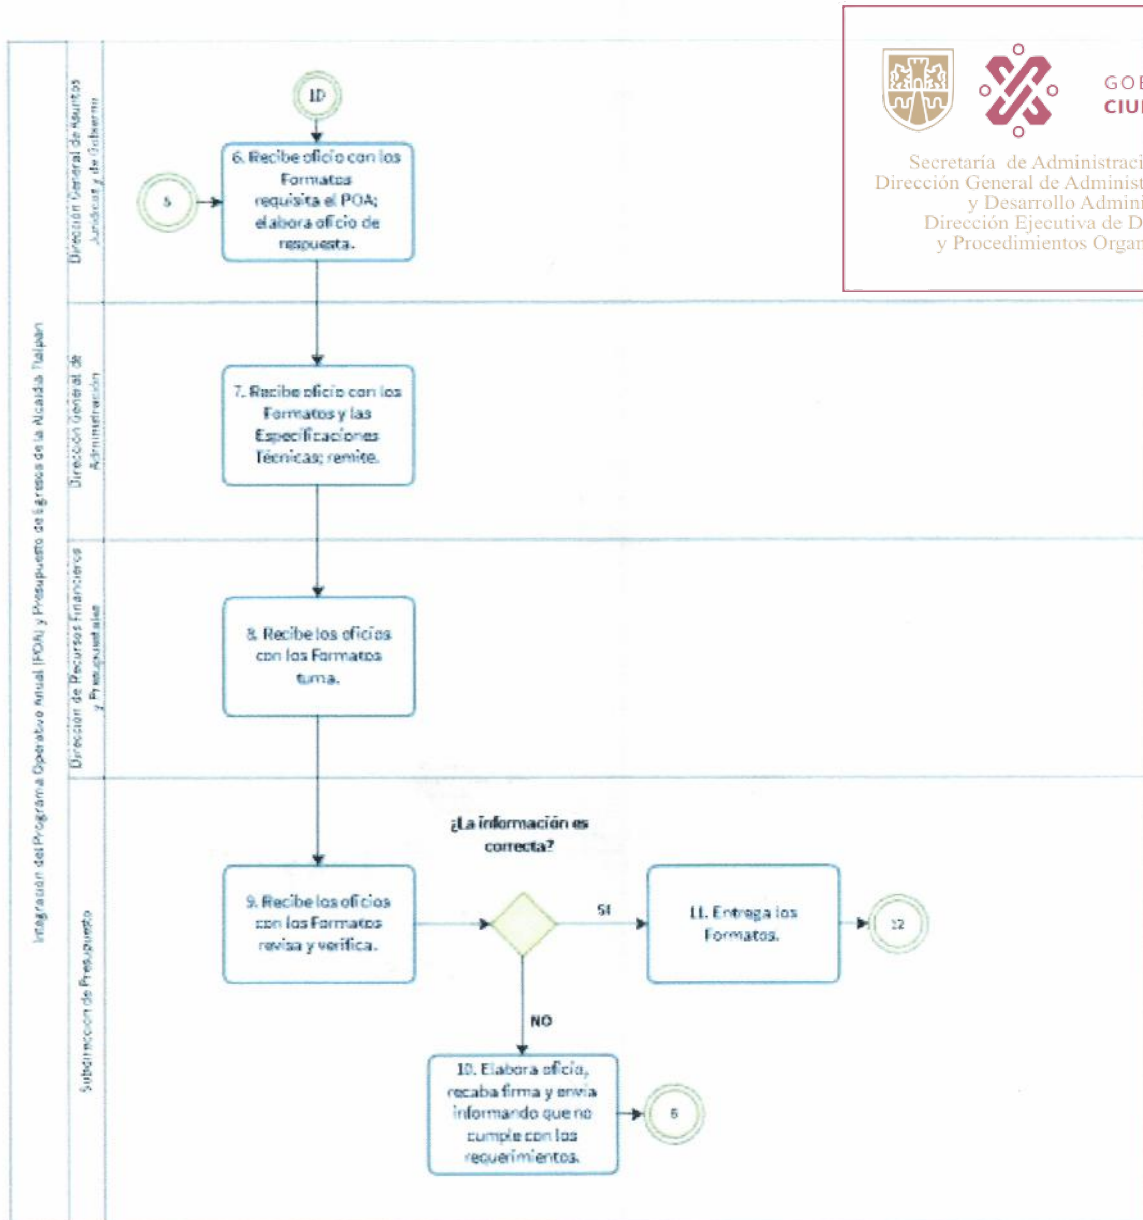 GOB
CIU
Secretaría de Administraci
Dirección General de Administ
y Desarrollo Admini
Dirección Ejecutiva de D
y Procedimientos Organ
Integración del Programa Operativo Anual (POA) y Presupuesto de Egresos de la Alcaldía Tlalpan
Dirección General de Asuntos
Jurídicos y de Gobierno
10
5
6. Recibe oficio con los
Formatos
requisita el POA;
elabora oficio de
respuesta.
Dirección General de
Administración
7. Recibe oficio con los
Formatos y las
Especificaciones
Técnicas; remite.
Dirección de Recursos Financieros
y Presupuestales
8. Recibe los oficios
con los Formatos
turna.
Subdirección de Presupuesto
9. Recibe los oficios
con los Formatos
revisa y verifica.
¿La información es
correcta?
SI
11. Entrega los
Formatos.
12
NO
10. Elabora oficio,
recaba firma y envía
informando que no
cumple con los
requerimientos.
6